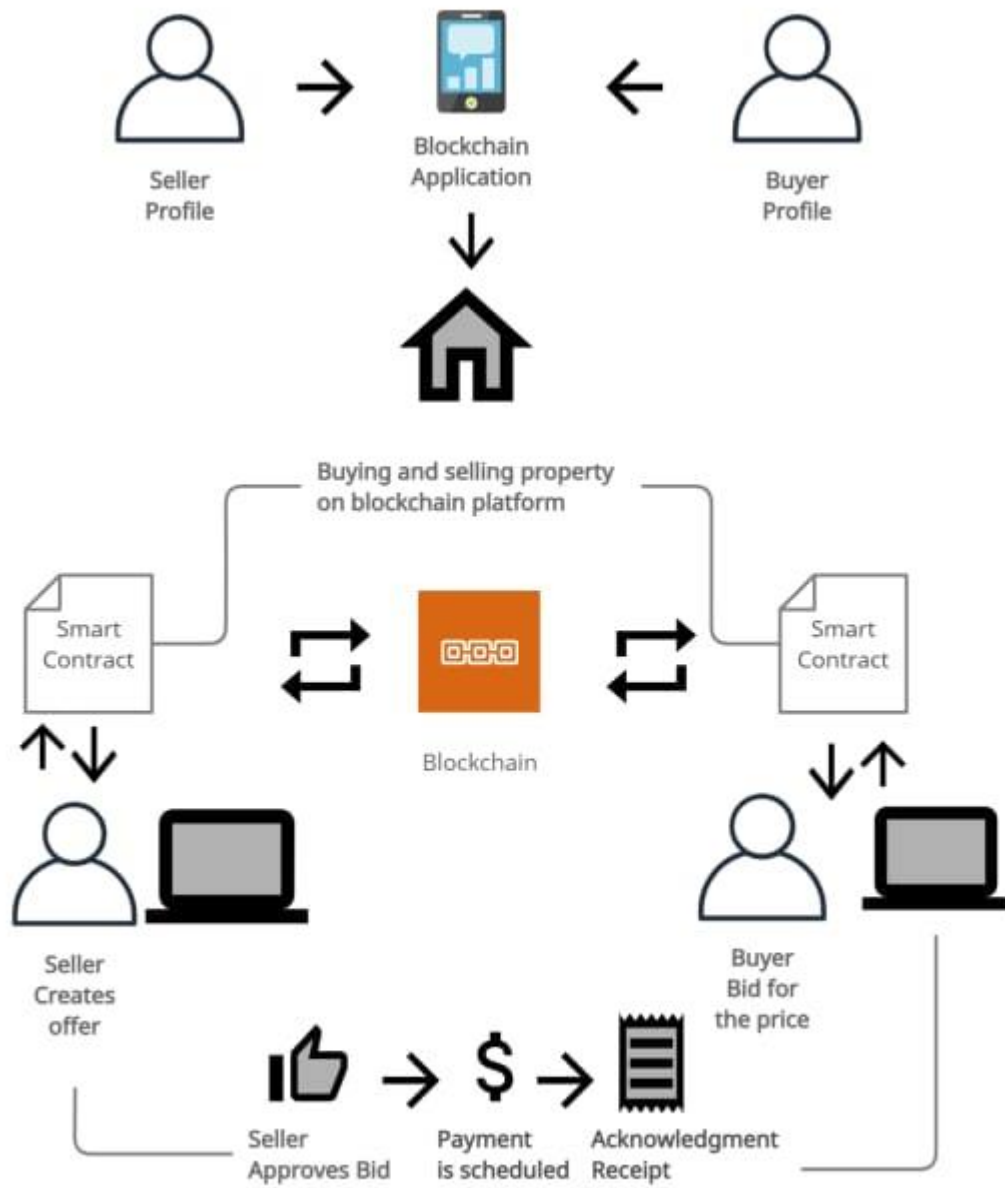 Blockchain
Application
Seller
Profile
Buyer
Profile
Buying and selling property
on blockchain platform
Smart
Contract
Smart
Contract
Blockchain
Seller
Creates
offer
Buyer
Bid for
the price
Seller
Approves Bid
Payment
is scheduled
Acknowledgment
Receipt